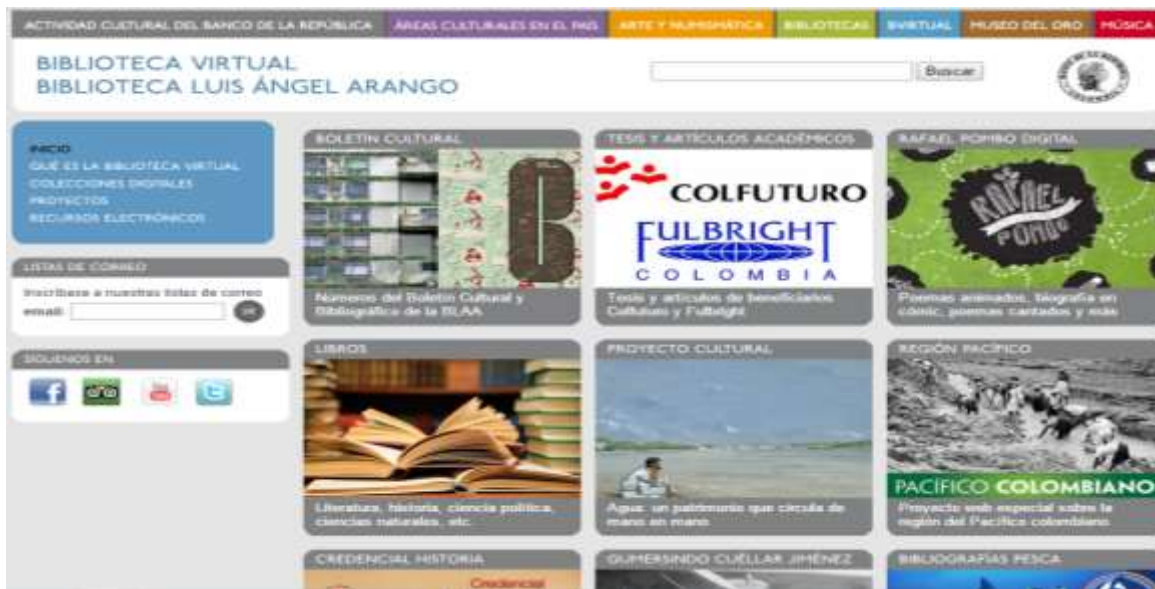 ACTIVIDAD CULTURAL DEL BANCO DE LA REPÚBLICA
ÁREAS CULTURALES EN EL PAÍS
ARTE Y NUMISMÁTICA
BIBLIOTECAS
BVIRTUAL
MUSEO DEL ORO
MÚSICA
BIBLIOTECA VIRTUAL
BIBLIOTECA LUIS ÁNGEL ARANGO
Buscar
INICIO
QUÉ ES LA BIBLIOTECA VIRTUAL
COLECCIONES DIGITALES
PROYECTOS
RECURSOS ELECTRÓNICOS
LISTAS DE CORREO
Inscríbase a nuestras listas de correo
email:
SÍGUENOS EN
BOLETÍN CULTURAL
Números del Boletín Cultural y
Bibliográfico de la BLAA
TESIS Y ARTÍCULOS ACADÉMICOS
COLFUTURO
FULBRIGHT
COLOMBIA
Tesis y artículos de beneficiarios
Colfuturo y Fulbright
RAFAEL POMBO DIGITAL
RAFAEL
POMBO
Poemas animados, biografía en
cómic, poemas cantados y más
LIBROS
Literatura, historia, ciencia política,
ciencias naturales, etc
PROYECTO CULTURAL
Agua: un patrimonio que circula de
mano en mano
REGIÓN PACÍFICO
PACÍFICO COLOMBIANO
Proyecto web especial sobre la
región del Pacífico colombiano
CREDENCIAL HISTORIA
Credencial
GUMERSINDO CUÉLLAR JIMÉNEZ
BIBLIOGRAFÍAS PESCA